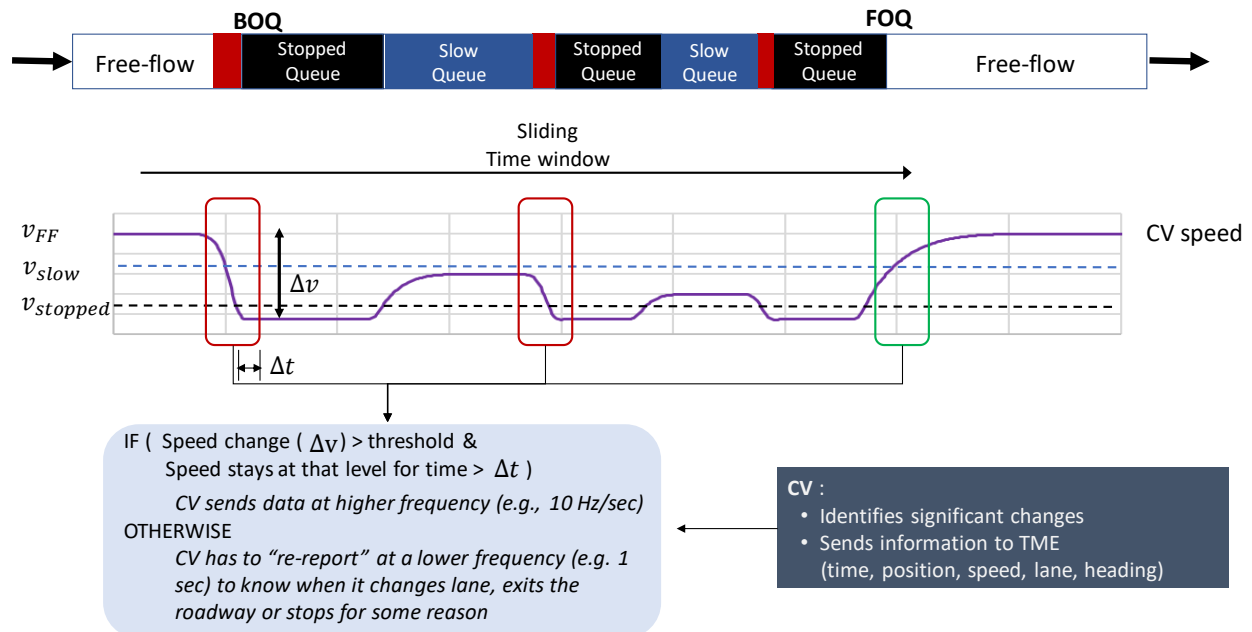 BOQ
FOQ
Free-flow
Stopped
Queue
Slow
Queue
Stopped
Queue
Slow
Queue
Stopped
Queue
Free-flow
Sliding
Time window
v_FF
v_slow
v_stopped
Δv
CV speed
Δt
IF ( Speed change ( Δv) > threshold &
Speed stays at that level for time > Δt )
CV sends data at higher frequency (e.g., 10 Hz/sec)
OTHERWISE
CV has to “re-report” at a lower frequency (e.g. 1
sec) to know when it changes lane, exits the
roadway or stops for some reason
CV :
• Identifies significant changes
• Sends information to TME
(time, position, speed, lane, heading)